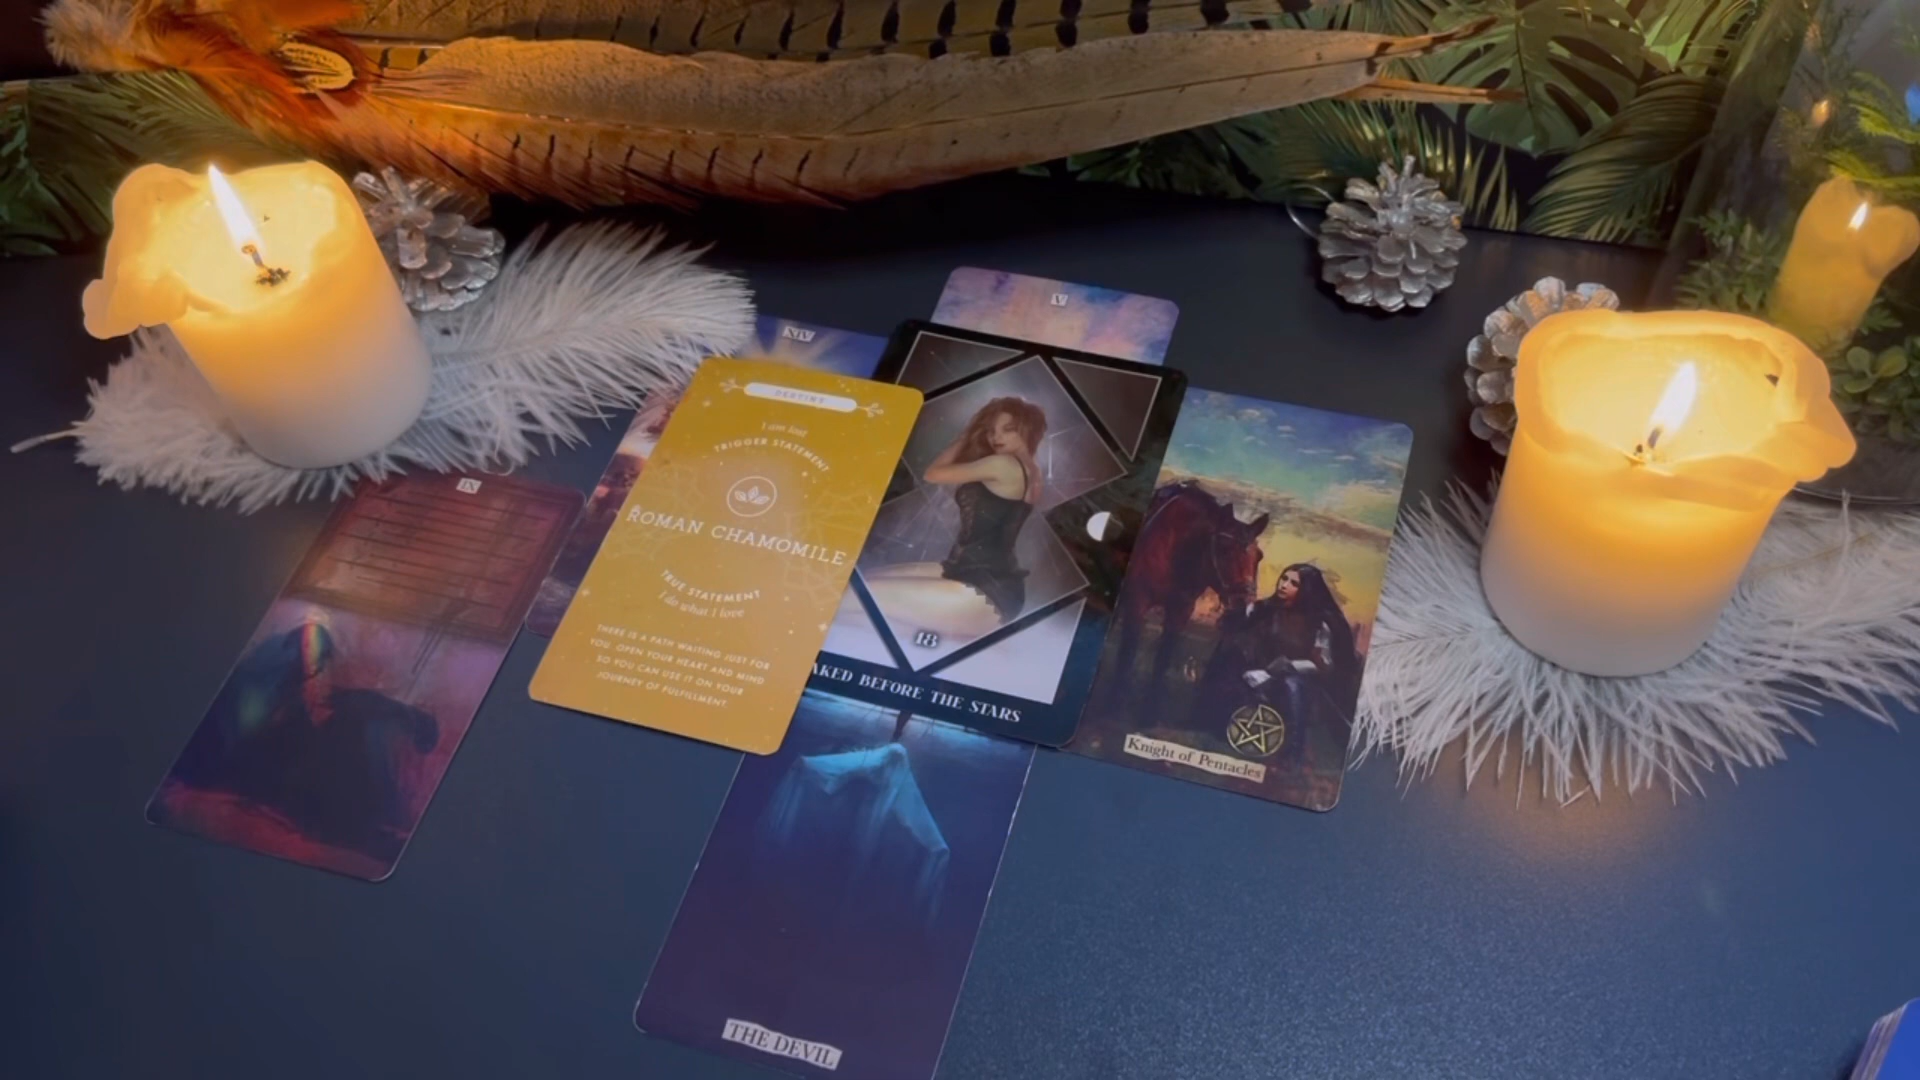 V
XIV
DESTINY
I am lost
TRIGGER STATEMENT
ROMAN CHAMOMILE
TRUE STATEMENT
I do what I love
THERE IS A PATH WAITING JUST FOR
YOU. OPEN YOUR HEART AND MIND
SO YOU CAN USE IT ON YOUR
JOURNEY OF FULFILLMENT.
18
AKED BEFORE THE STARS
IX
Knight of Pentacles
THE DEVIL